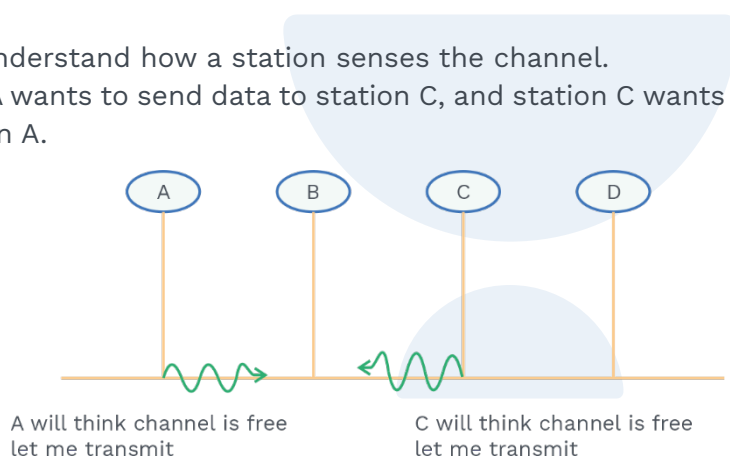 nderstand how a station senses the channel.
wants to send data to station C, and station C wants
n A.
A B C D
A will think channel is free
let me transmit
C will think channel is free
let me transmit